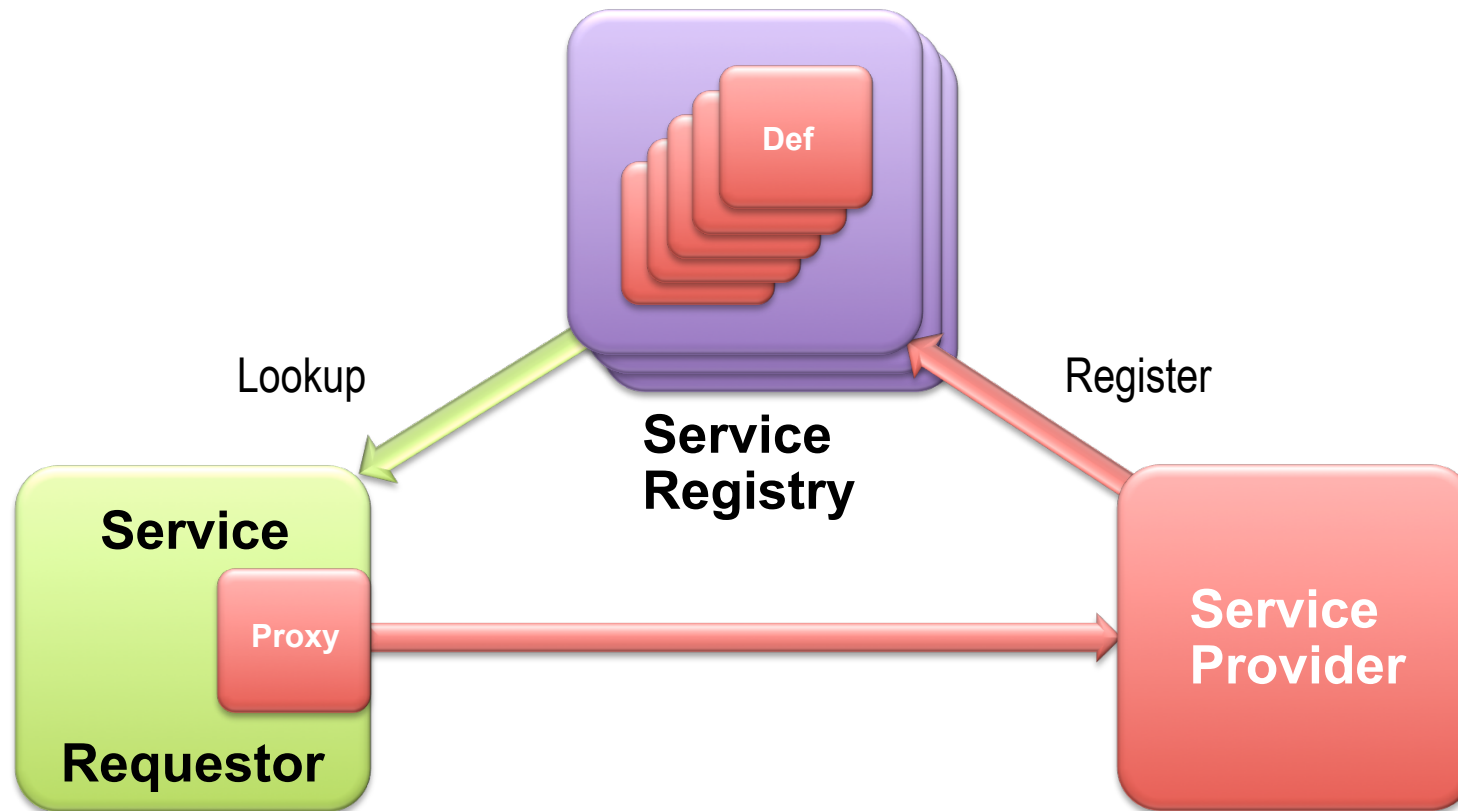 Def
Lookup
Register
Service
Registry
Service
Proxy
Requestor
Service
Provider